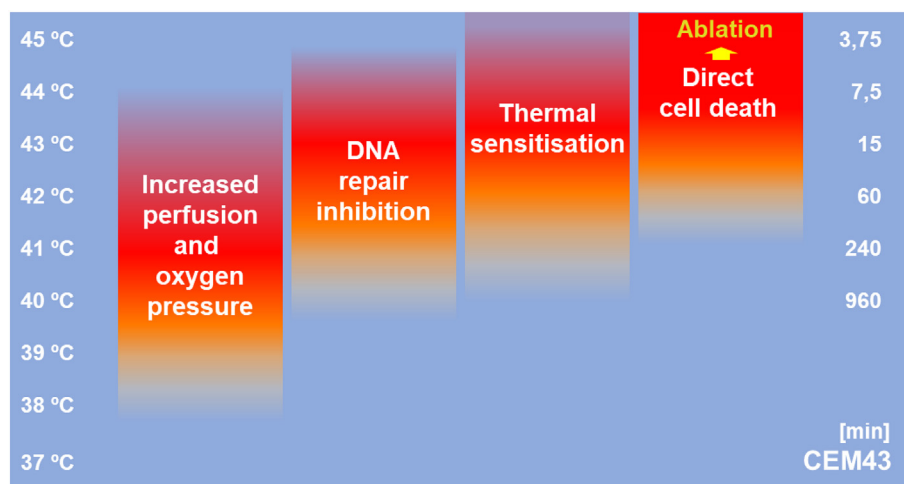 45 ºC
44 ºC
43 ºC
42 ºC
41 ºC
40 ºC
39 ºC
38 ºC
37 ºC
Increased
perfusion
and
oxygen
pressure
DNA
repair
inhibition
Thermal
sensitisation
Ablation
Direct
cell death
3,75
7,5
15
60
240
960
[min]
CEM43